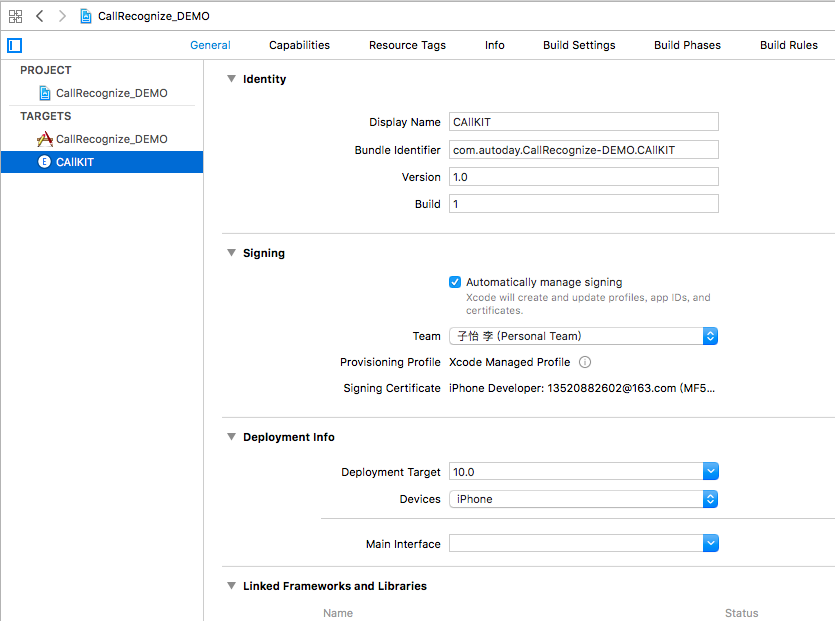 CallRecognize_DEMO
General Capabilities Resource Tags Info Build Settings Build Phases Build Rules
PROJECT
CallRecognize_DEMO
TARGETS
CallRecognize_DEMO
E CAllKIT
Identity
Display Name CAllKIT
Bundle Identifier com.autoday.CallRecognize-DEMO.CAllKIT
Version 1.0
Build 1
Signing
Automatically manage signing
Xcode will create and update profiles, app IDs, and
certificates.
Team 子怡 李 (Personal Team)
Provisioning Profile Xcode Managed Profile
Signing Certificate iPhone Developer: 13520882602@163.com (MF5...
Deployment Info
Deployment Target 10.0
Devices iPhone
Main Interface
Linked Frameworks and Libraries
Name Status